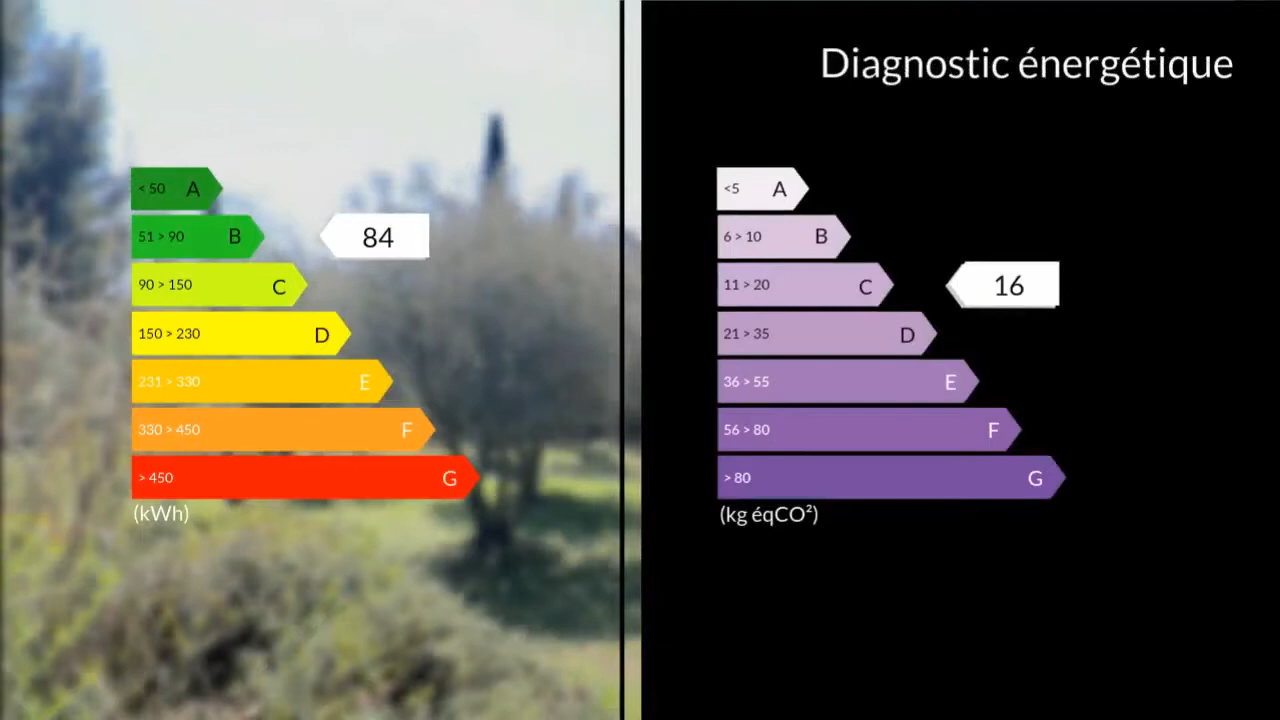 Diagnostic énergétique
< 50 A
51 > 90 B
84
90 > 150 C
150 > 230 D
231 > 330 E
330 > 450 F
> 450 G
(kWh)
<5 A
6 > 10 B
11 > 20 C
16
21 > 35 D
36 > 55 E
56 > 80 F
> 80 G
(kg éqCO²)